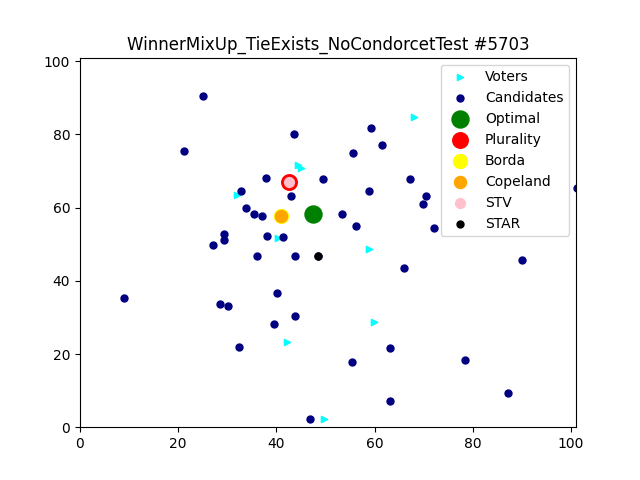 WinnerMixUp_TieExists_NoCondorcetTest #5703
100
80
60
40
20
0
0 20 40 60 80 100
Voters
Candidates
Optimal
Plurality
Borda
Copeland
STV
STAR